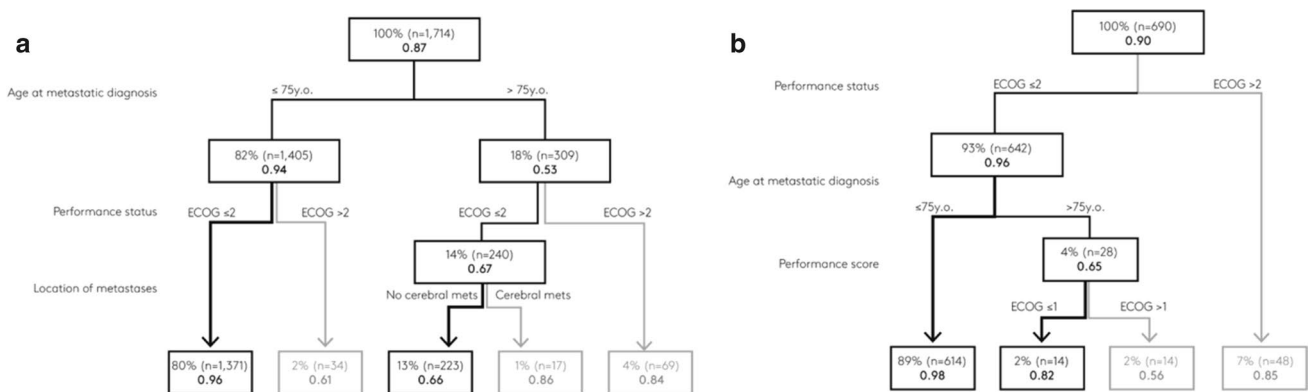 a
100% (n=1,714)
0.87
Age at metastatic diagnosis
≤ 75y.o.
> 75y.o.
82% (n=1,405)
0.94
18% (n=309)
0.53
Performance status
ECOG ≤2
ECOG >2
ECOG ≤2
ECOG >2
14% (n=240)
0.67
Location of metastases
No cerebral mets
Cerebral mets
80% (n=1,371)
0.96
2% (n=34)
0.61
13% (n=223)
0.66
1% (n=17)
0.86
4% (n=69)
0.84
b
100% (n=690)
0.90
Performance status
ECOG ≤2
ECOG >2
93% (n=642)
0.96
Age at metastatic diagnosis
≤75y.o.
>75y.o.
4% (n=28)
0.65
Performance score
ECOG ≤1
ECOG >1
89% (n=614)
0.98
2% (n=14)
0.82
2% (n=14)
0.56
7% (n=48)
0.85